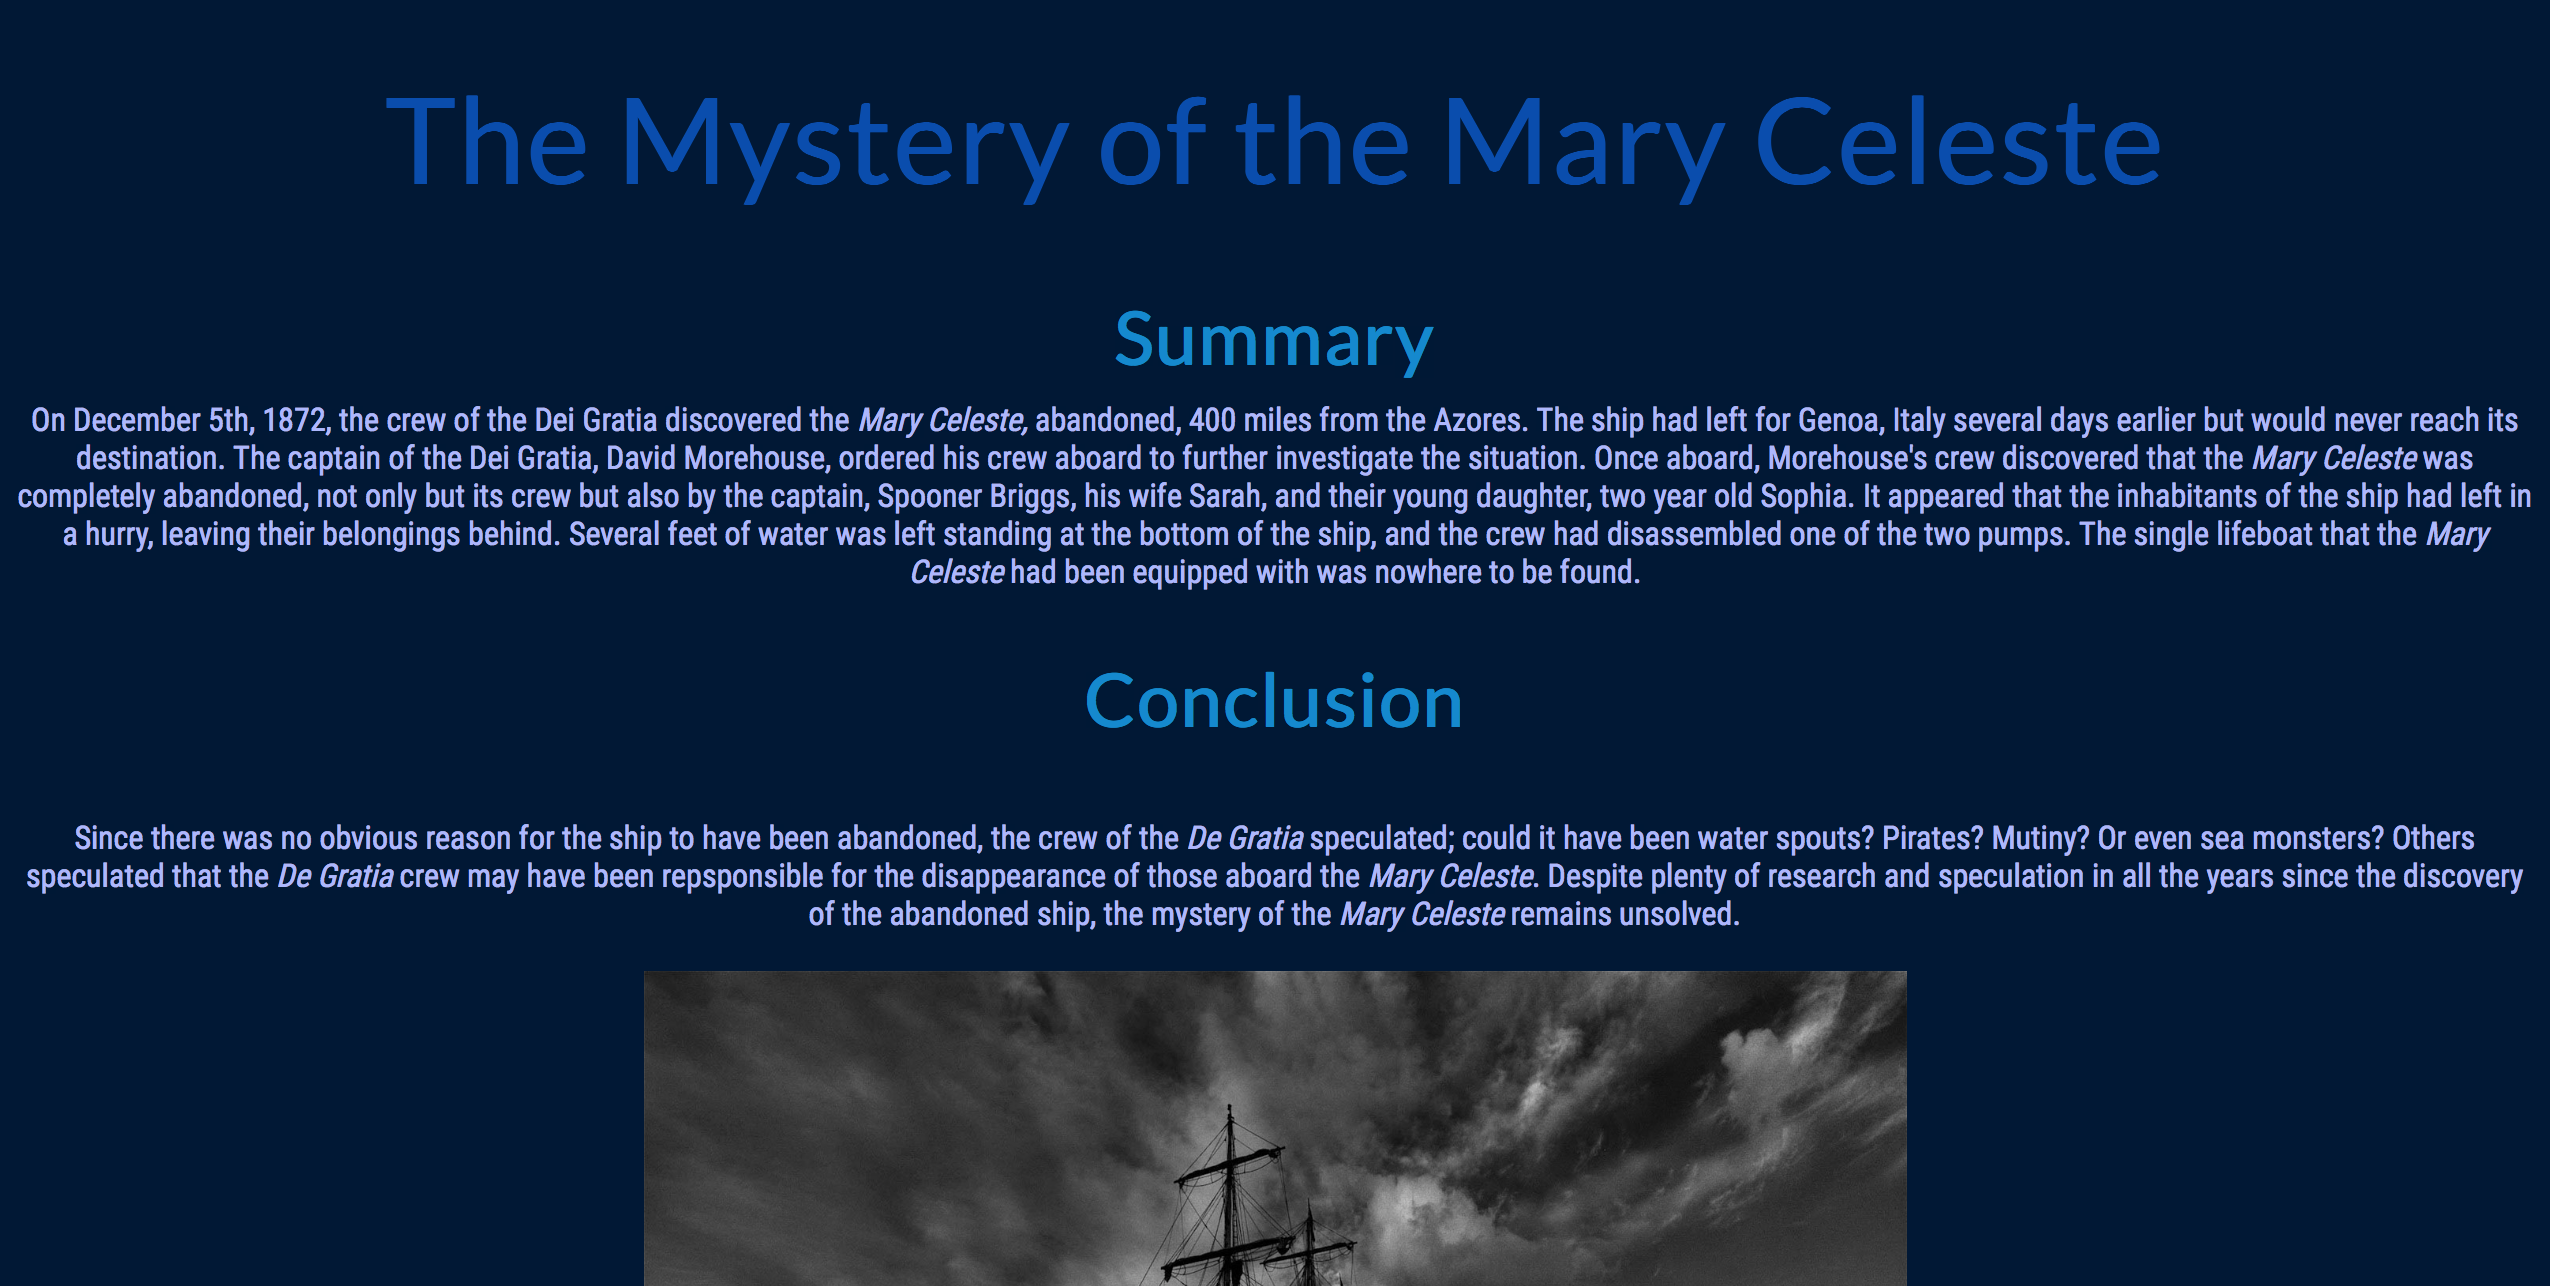 The Mystery of the Mary Celeste
Summary
On December 5th, 1872, the crew of the Dei Gratia discovered the Mary Celeste, abandoned, 400 miles from the Azores. The ship had left for Genoa, Italy several days earlier but would never reach its
destination. The captain of the Dei Gratia, David Morehouse, ordered his crew aboard to further investigate the situation. Once aboard, Morehouse's crew discovered that the Mary Celeste was
completely abandoned, not only but its crew but also by the captain, Spooner Briggs, his wife Sarah, and their young daughter, two year old Sophia. It appeared that the inhabitants of the ship had left in
a hurry, leaving their belongings behind. Several feet of water was left standing at the bottom of the ship, and the crew had disassembled one of the two pumps. The single lifeboat that the Mary
Celeste had been equipped with was nowhere to be found.
Conclusion
Since there was no obvious reason for the ship to have been abandoned, the crew of the De Gratia speculated; could it have been water spouts? Pirates? Mutiny? Or even sea monsters? Others
speculated that the De Gratia crew may have been repsponsible for the disappearance of those aboard the Mary Celeste. Despite plenty of research and speculation in all the years since the discovery
of the abandoned ship, the mystery of the Mary Celeste remains unsolved.